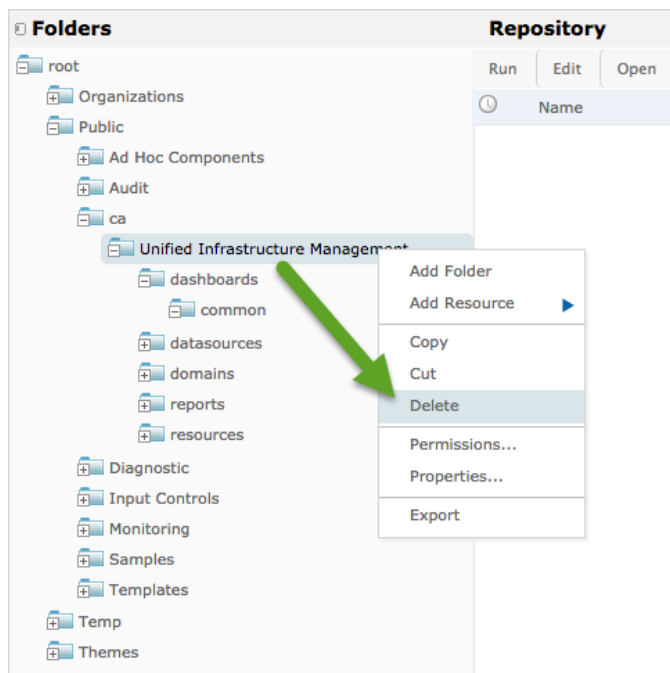 Folders
root
Organizations
Public
Ad Hoc Components
Audit
ca
Unified Infrastructure Management
dashboards
common
datasources
domains
reports
resources
Diagnostic
Input Controls
Monitoring
Samples
Templates
Temp
Themes
Repository
Run Edit Open
Name
Add Folder
Add Resource
Copy
Cut
Delete
Permissions...
Properties...
Export